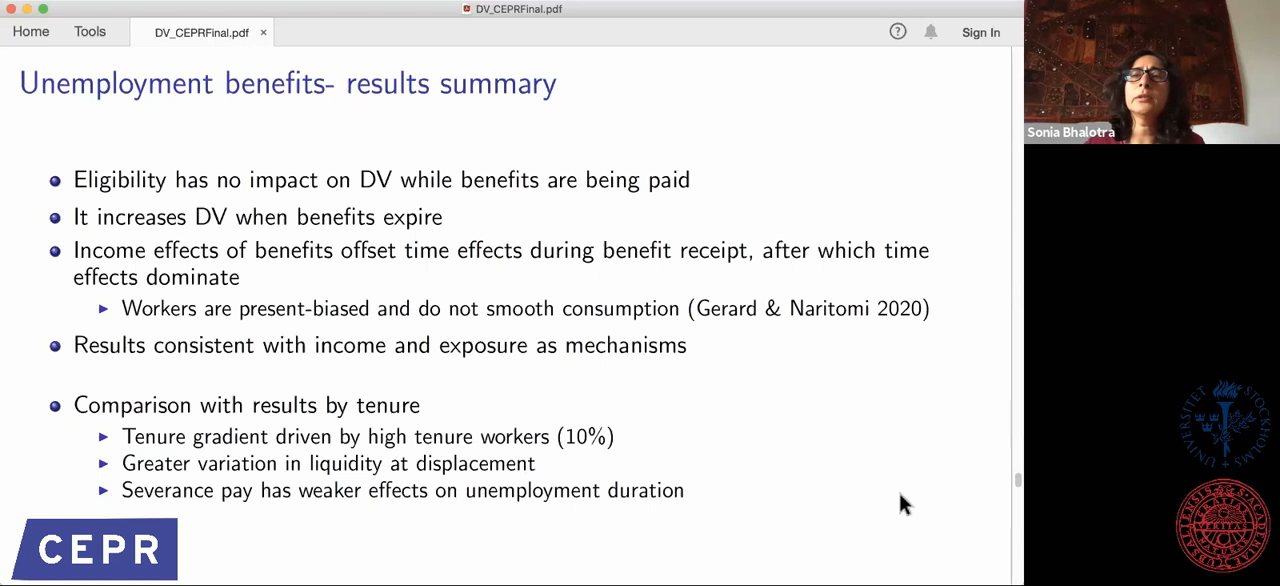 DV_CEPRFinal.pdf
Home Tools DV_CEPRFinal.pdf × ? Sign In
Unemployment benefits- results summary
Sonia Bhalotra
Eligibility has no impact on DV while benefits are being paid
It increases DV when benefits expire
Income effects of benefits offset time effects during benefit receipt, after which time
effects dominate
Workers are present-biased and do not smooth consumption (Gerard & Naritomi 2020)
Results consistent with income and exposure as mechanisms
Comparison with results by tenure
Tenure gradient driven by high tenure workers (10%)
Greater variation in liquidity at displacement
Severance pay has weaker effects on unemployment duration
CEPR
STOCKHOLMS UNIVERSITET